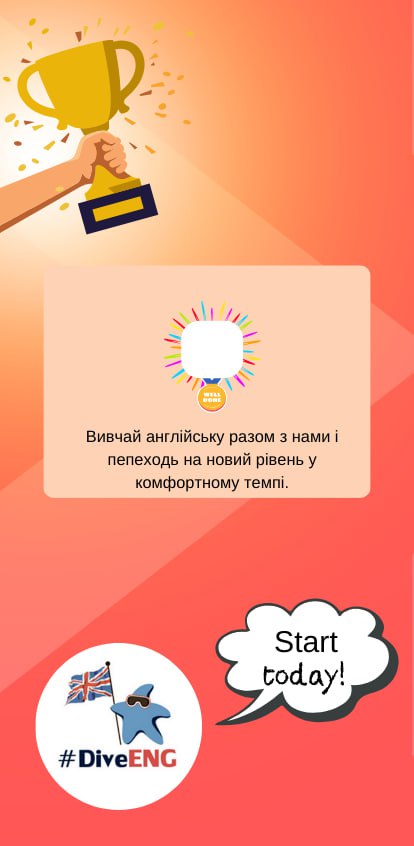 WELL
DONE
Вивчай англійську разом з нами і
пепеходь на новий рівень у
комфортному темпі.
Start
today!
#DiveENG